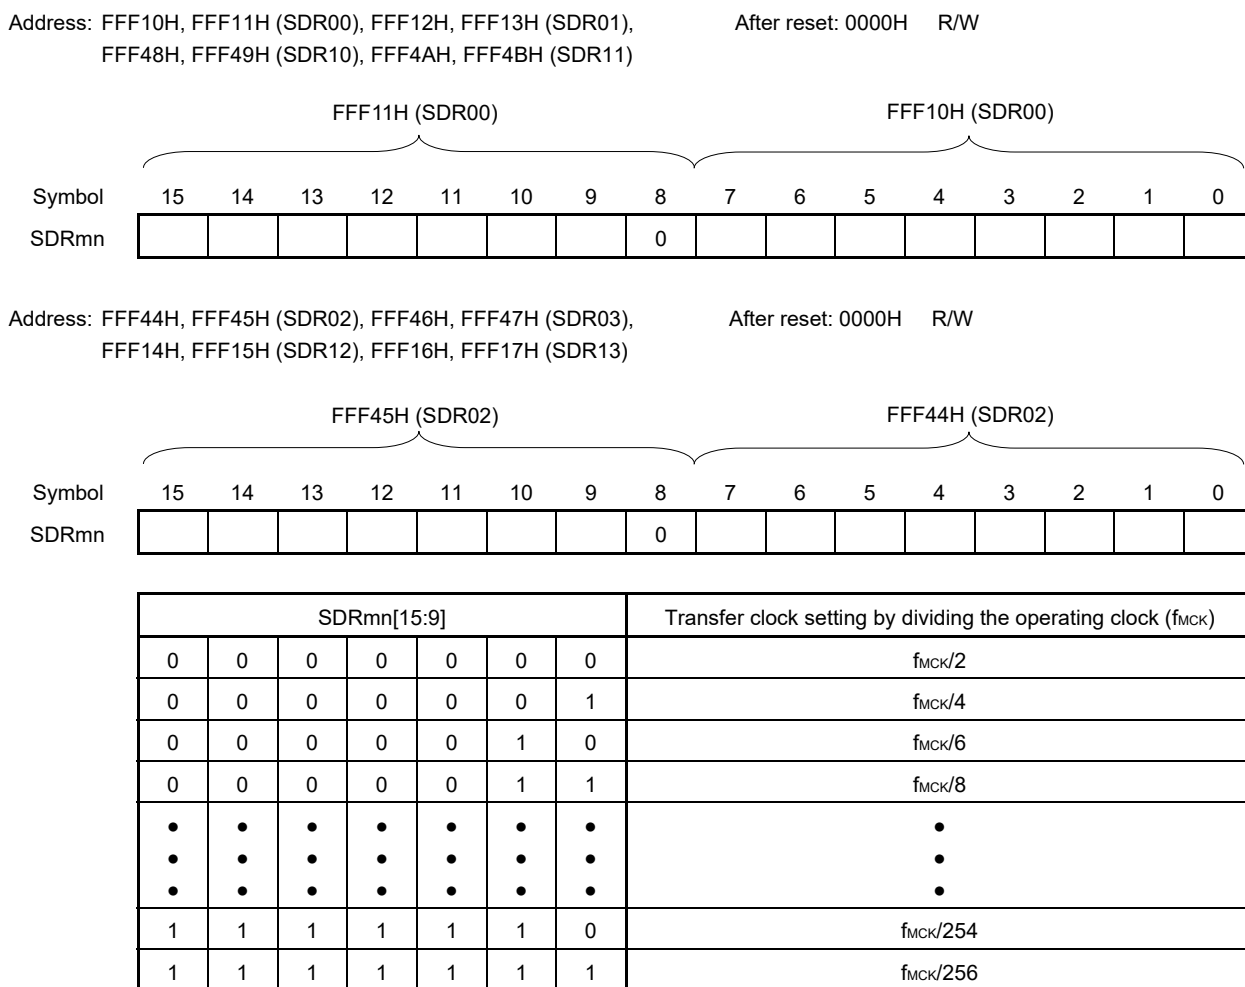 Address: FFF10H, FFF11H (SDR00), FFF12H, FFF13H (SDR01), After reset: 0000H R/W
FFF48H, FFF49H (SDR10), FFF4AH, FFF4BH (SDR11)
FFF11H (SDR00) FFF10H (SDR00)
Symbol 15 14 13 12 11 10 9 8 7 6 5 4 3 2 1 0
SDRmn 0
Address: FFF44H, FFF45H (SDR02), FFF46H, FFF47H (SDR03), After reset: 0000H R/W
FFF14H, FFF15H (SDR12), FFF16H, FFF17H (SDR13)
FFF45H (SDR02) FFF44H (SDR02)
Symbol 15 14 13 12 11 10 9 8 7 6 5 4 3 2 1 0
SDRmn 0
SDRmn[15:9] Transfer clock setting by dividing the operating clock (fMCK)
0 0 0 0 0 0 0 fMCK/2
0 0 0 0 0 0 1 fMCK/4
0 0 0 0 0 1 0 fMCK/6
0 0 0 0 0 1 1 fMCK/8
• • • • • • • •
• • • • • • • •
• • • • • • • •
1 1 1 1 1 1 0 fMCK/254
1 1 1 1 1 1 1 fMCK/256